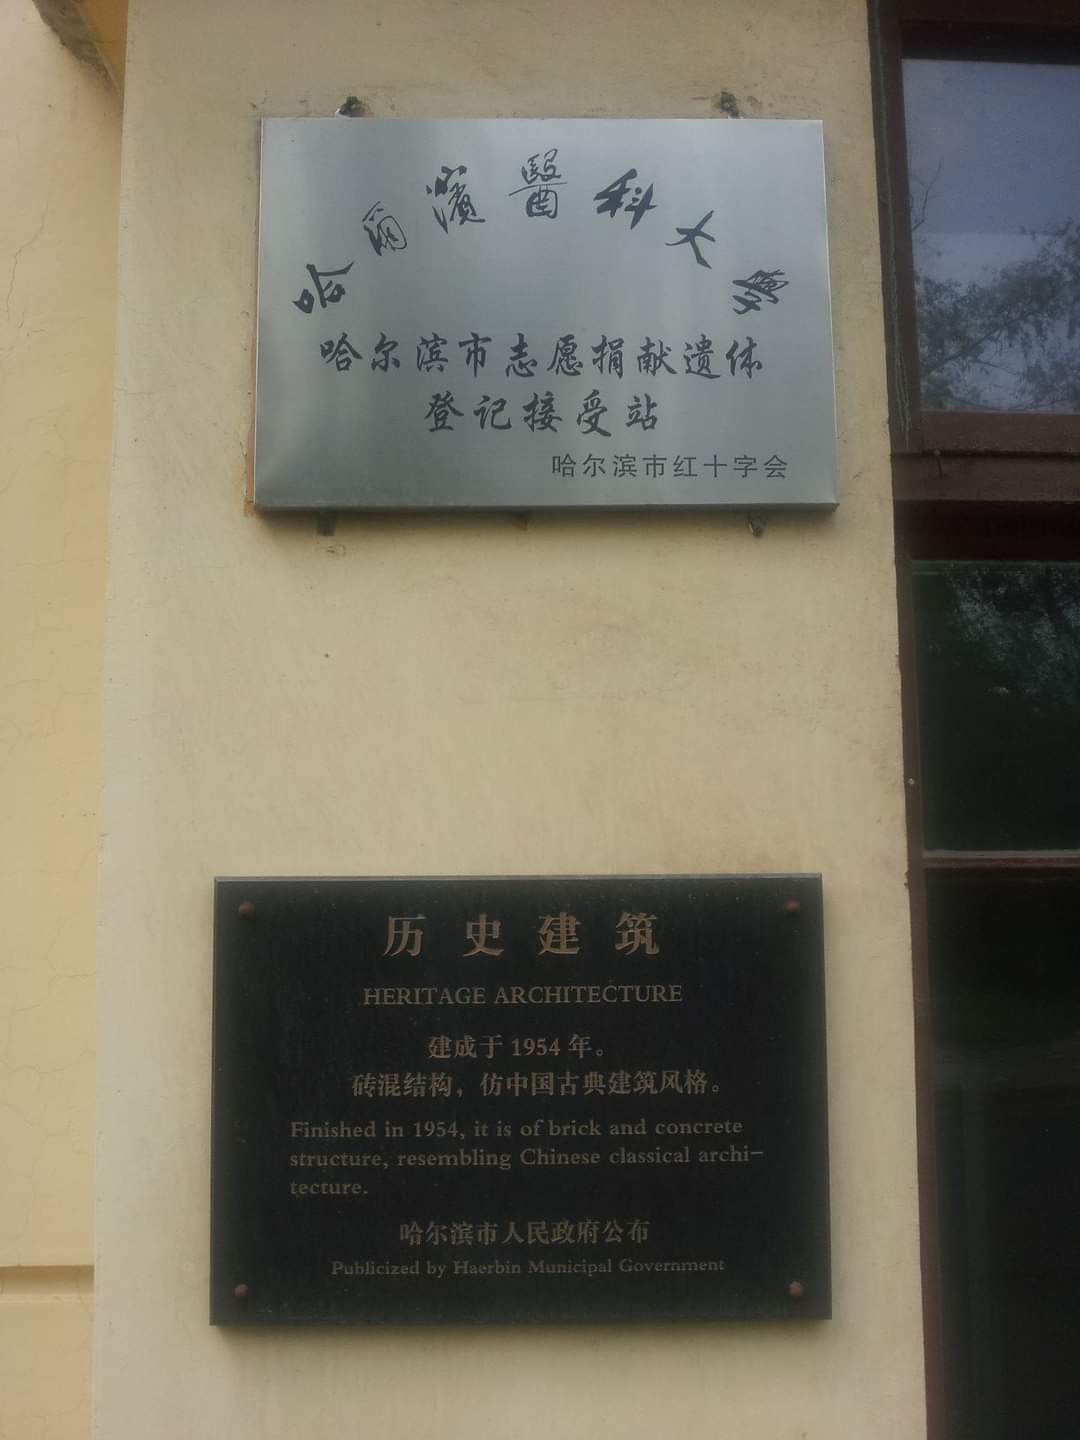 哈爾濱醫科大學
哈尔滨市志愿捐献遗体
登记接受站
哈尔滨市红十字会
历史建筑
HERITAGE ARCHITECTURE
建成于 1954 年。
砖混结构，仿中国古典建筑风格。
Finished in 1954, it is of brick and concrete
structure, resembling Chinese classical archi-
tecture.
哈尔滨市人民政府公布
Publicized by Haerbin Municipal Government